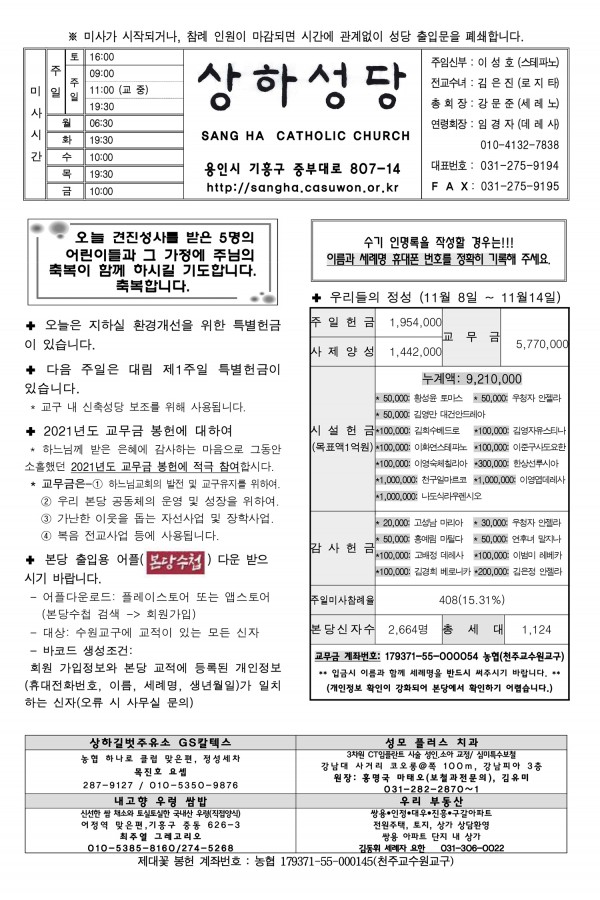 ※ 미사가 시작되거나, 참례 인원이 마감되면 시간에 관계없이 성당 출입문을 폐쇄합니다.
미사시간
주일
토 16:00
주일 09:00
11:00 (교 중)
19:30
월 06:30
화 19:30
수 10:00
목 19:30
금 10:00
상하성당
SANG HA CATHOLIC CHURCH
용인시 기흥구 중부대로 807-14
http://sangha.casuwon.or.kr
주임신부 : 이 성 호 (스테파노)
전교수녀 : 김 은 진 (로 지 타)
총 회 장 : 강 문 준 (세 레 노)
연령회장 : 임 경 자 (데 레 사)
010-4132-7838
대표번호 : 031-275-9194
F A X : 031-275-9195
오늘 견진성사를 받은 5명의
어린이들과 그 가정에 주님의
축복이 함께 하시길 기도합니다.
축복합니다.
✚ 오늘은 지하실 환경개선을 위한 특별헌금
이 있습니다.
✚ 다음 주일은 대림 제1주일 특별헌금이
있습니다.
* 교구 내 신축성당 보조를 위해 사용됩니다.
✚ 2021년도 교무금 봉헌에 대하여
* 하느님께 받은 은혜에 감사하는 마음으로 그동안
소홀했던 2021년도 교무금 봉헌에 적극 참여합시다.
* 교무금은-① 하느님교회의 발전 및 교구유지를 위하여.
② 우리 본당 공동체의 운영 및 성장을 위하여.
③ 가난한 이웃을 돕는 자선사업 및 장학사업.
④ 복음 전교사업 등에 사용됩니다.
✚ 본당 출입용 어플( 본당수첩 ) 다운 받으
시기 바랍니다.
- 어플다운로드: 플레이스토어 또는 앱스토어
(본당수첩 검색 -> 회원가입)
- 대상: 수원교구에 교적이 있는 모든 신자
- 바코드 생성조건:
회원 가입정보와 본당 교적에 등록된 개인정보
(휴대전화번호, 이름, 세례명, 생년월일)가 일치
하는 신자(오류 시 사무실 문의)
수기 인명록을 작성할 경우는!!!
이름과 세례명 휴대폰 번호를 정확히 기록해 주세요.
✚ 우리들의 정성 (11월 8일 ~ 11월14일)
주 일 헌 금 1,954,000 교 무 금 5,770,000
사 제 양 성 1,442,000
시 설 헌 금
(목표액1억원)
누계액: 9,210,000
* 50,000: 황성윤 토마스 * 50,000: 우청자 안젤라
* 50,000: 김영만 대건안드레아
*100,000: 김희수베드로 *100,000: 김영자유스티나
*100,000: 이화연스테파노 *100,000: 이준구사도요한
*100,000: 이영숙체칠리아 *300,000: 한상선루시아
*1,000,000: 천구일마르코 *1,000,000: 이영엽데레사
*1,000,000: 나도식라우렌시오
감 사 헌 금
* 20,000: 고성남 마리아 * 30,000: 우청자 안젤라
* 50,000: 홍예림 마틸다 * 50,000: 언후녀 말지나
*100,000: 고배정 데레사 *100,000: 이범미 레베카
*100,000: 김경희 베로니카 *200,000: 김은정 안젤라
주일미사참례율 408(15.31%)
본당신자수 2,664명 총 세 대 1,124
교무금 계좌번호: 179371-55-000054 농협(천주교수원교구)
** 입금시 이름과 함께 세례명을 반드시 써주시기 바랍니다. **
(개인정보 확인이 강화되어 본당에서 확인하기 어렵습니다.)
상하길벗주유소 GS칼텍스
농협 하나로 클럽 맞은편, 정성세차
목진호 요셉
287-9127 / 010-5350-9876
성모 플러스 치과
3차원 CT임플란트 시술 성인.소아 교정/ 심미특수보철
강남대 사거리 코오롱@쪽 100m, 강남피아 3층
원장: 홍명국 마태오(보철과전문의), 김유미
031-282-2870~1
내고향 우렁 쌈밥
신선한 쌈 채소와 토실토실한 국내산 우렁(직접양식)
어정역 맞은편,기흥구 중동 626-3
최주열 그레고리오
010-5385-8160/274-5268
우리 부동산
쌍용•인정•대우•진흥•구갈아파트
전원주택, 토지, 상가 상담환영
쌍용 아파트 단지 내 상가
김동휘 세례자 요한 031-306-0022
제대꽃 봉헌 계좌번호 : 농협 179371-55-000145(천주교수원교구)